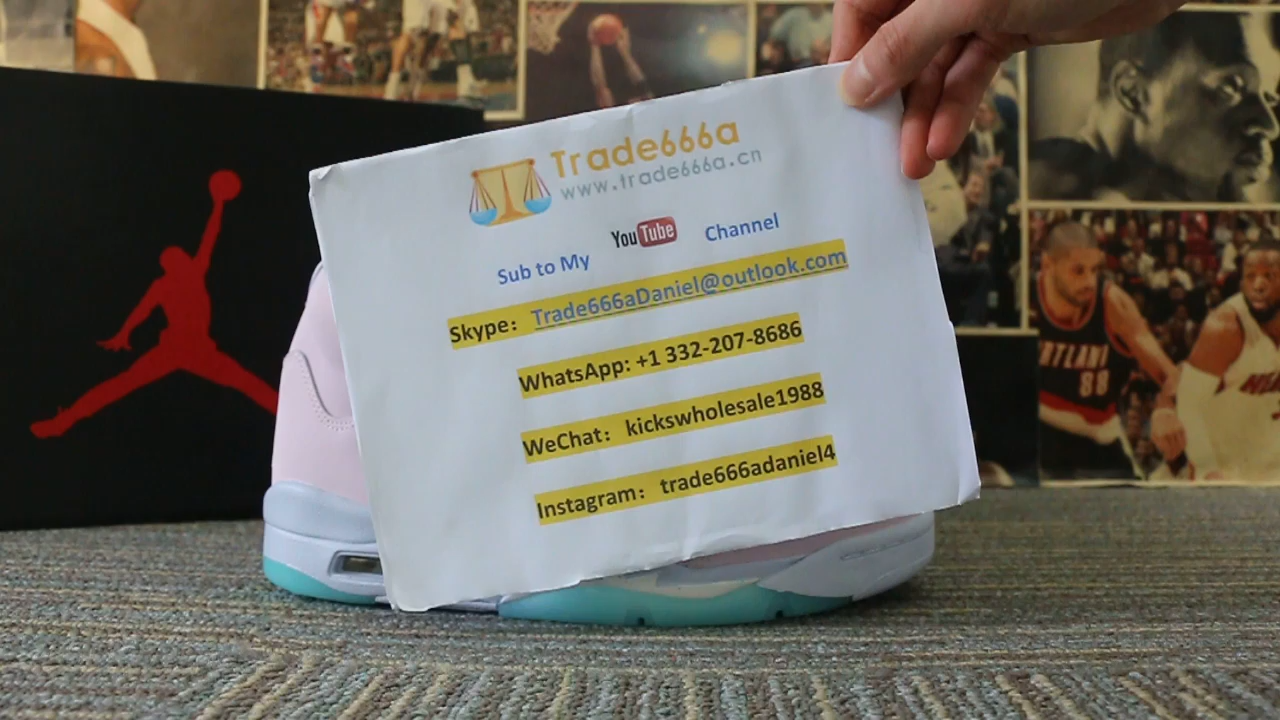 Trade666a
www.trade666a.cn
Sub to My YouTube Channel
Skype: Trade666aDaniel@outlook.com
WhatsApp: +1 332-207-8686
WeChat: kickswholesale1988
Instagram: trade666adaniel4
88